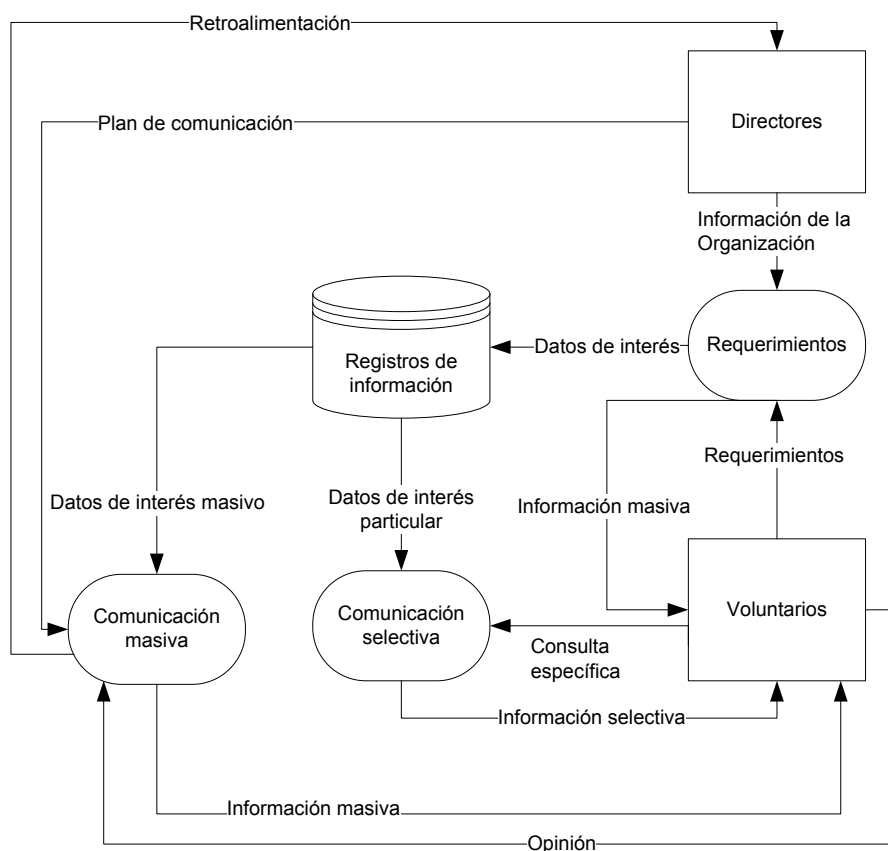 Retroalimentación
Plan de comunicación
Directores
Información de la
Organización
Registros de
información
Datos de interés
Requerimientos
Requerimientos
Datos de interés masivo
Datos de interés
particular
Información masiva
Comunicación
masiva
Comunicación
selectiva
Voluntarios
Consulta
específica
Información selectiva
Información masiva
Opinión